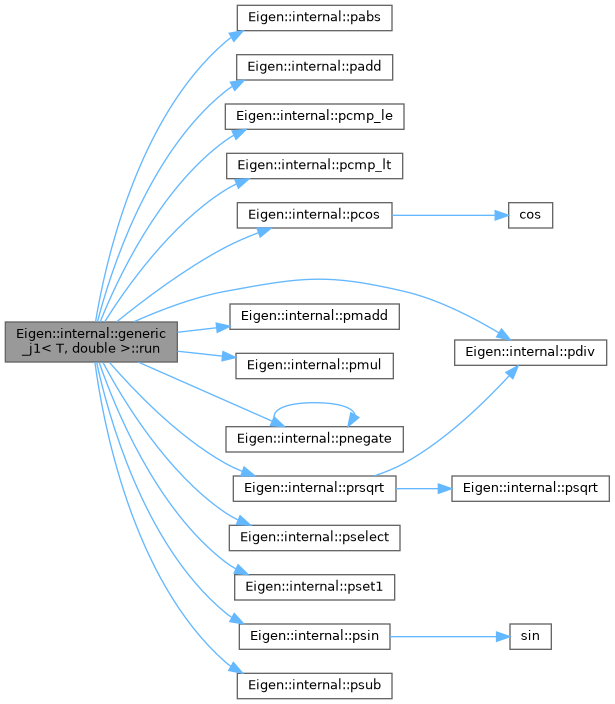 Eigen::internal::pabs
Eigen::internal::padd
Eigen::internal::pcmp_le
Eigen::internal::pcmp_lt
Eigen::internal::pcos
cos
Eigen::internal::generic
_j1< T, double >::run
Eigen::internal::pmadd
Eigen::internal::pdiv
Eigen::internal::pmul
Eigen::internal::pnegate
Eigen::internal::prsqrt
Eigen::internal::psqrt
Eigen::internal::pselect
Eigen::internal::pset1
Eigen::internal::psin
sin
Eigen::internal::psub